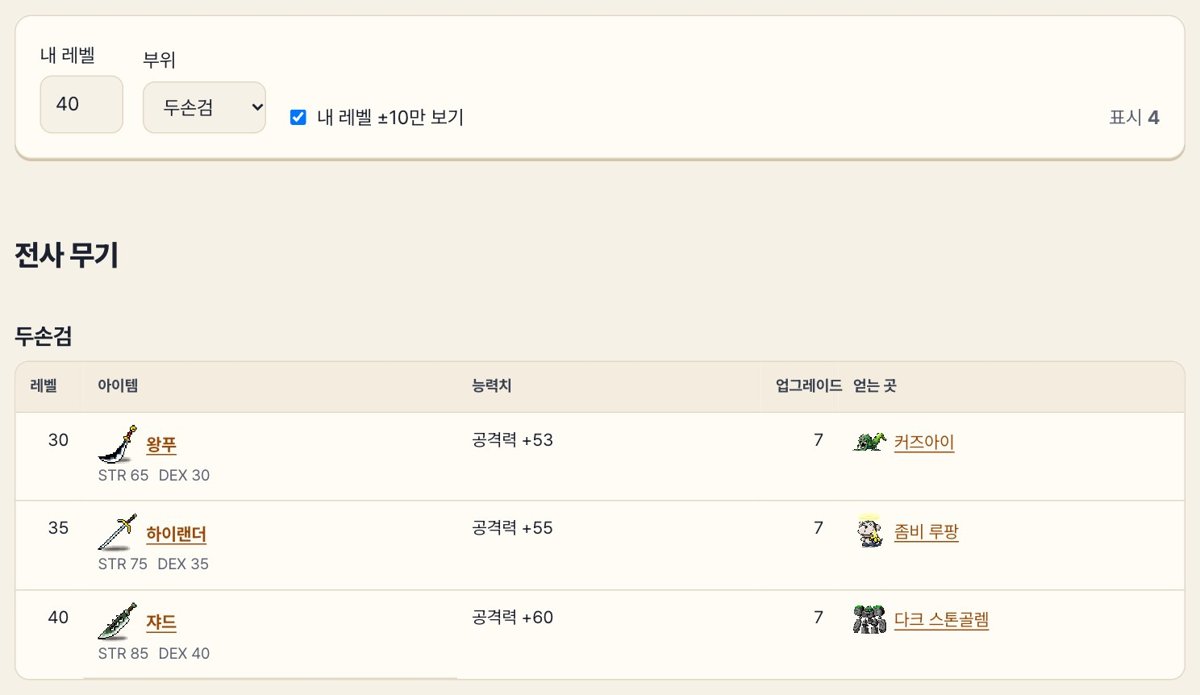 내 레벨 부위
40 두손검 내 레벨 ±10만 보기 표시 4
전사 무기
두손검
레벨 아이템 능력치 업그레이드 얻는 곳
30 왕푸 공격력 +53 7 커즈아이
STR 65 DEX 30
35 하이랜더 공격력 +55 7 좀비 루팡
STR 75 DEX 35
40 쟈드 공격력 +60 7 다크 스톤골렘
STR 85 DEX 40